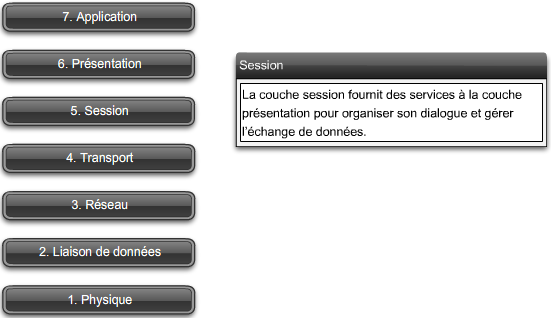 7. Application
6. Présentation
5. Session
4. Transport
3. Réseau
2. Liaison de données
1. Physique
Session
La couche session fournit des services à la couche
présentation pour organiser son dialogue et gérer
l'échange de données.